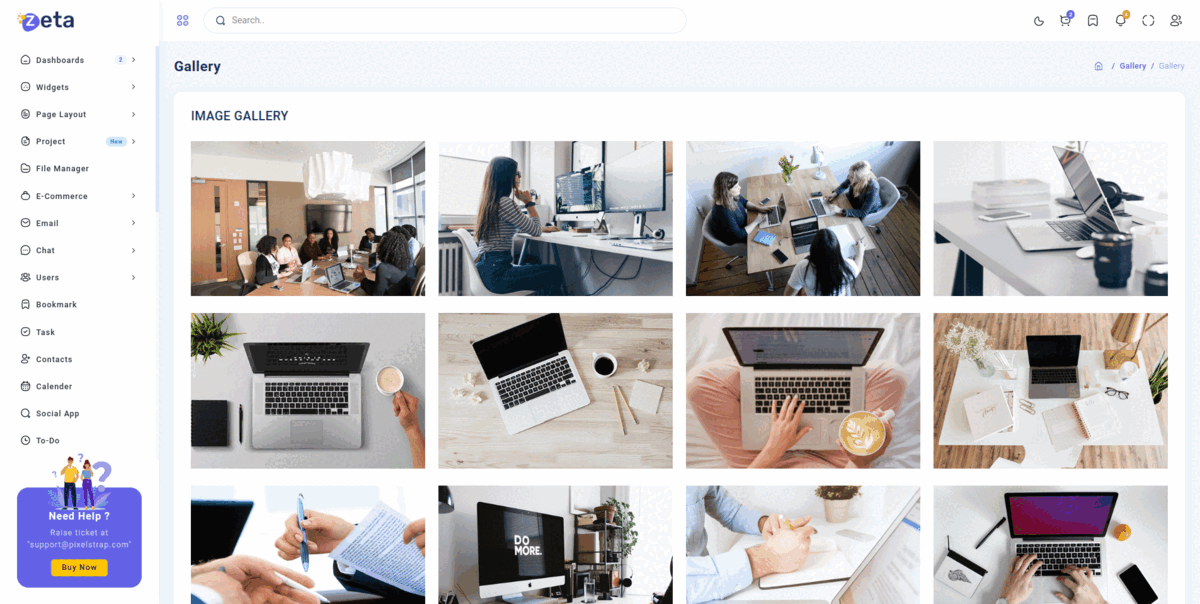 zeta
Search..
2
4
Dashboards 2
Widgets
Page Layout
Project New
File Manager
E-Commerce
Email
Chat
Users
Bookmark
Task
Contacts
Calender
Social App
To-Do
Need Help ?
Raise ticket at
"support@pixelstrap.com"
Buy Now
Gallery
/ Gallery / Gallery
IMAGE GALLERY
DO
MORE.